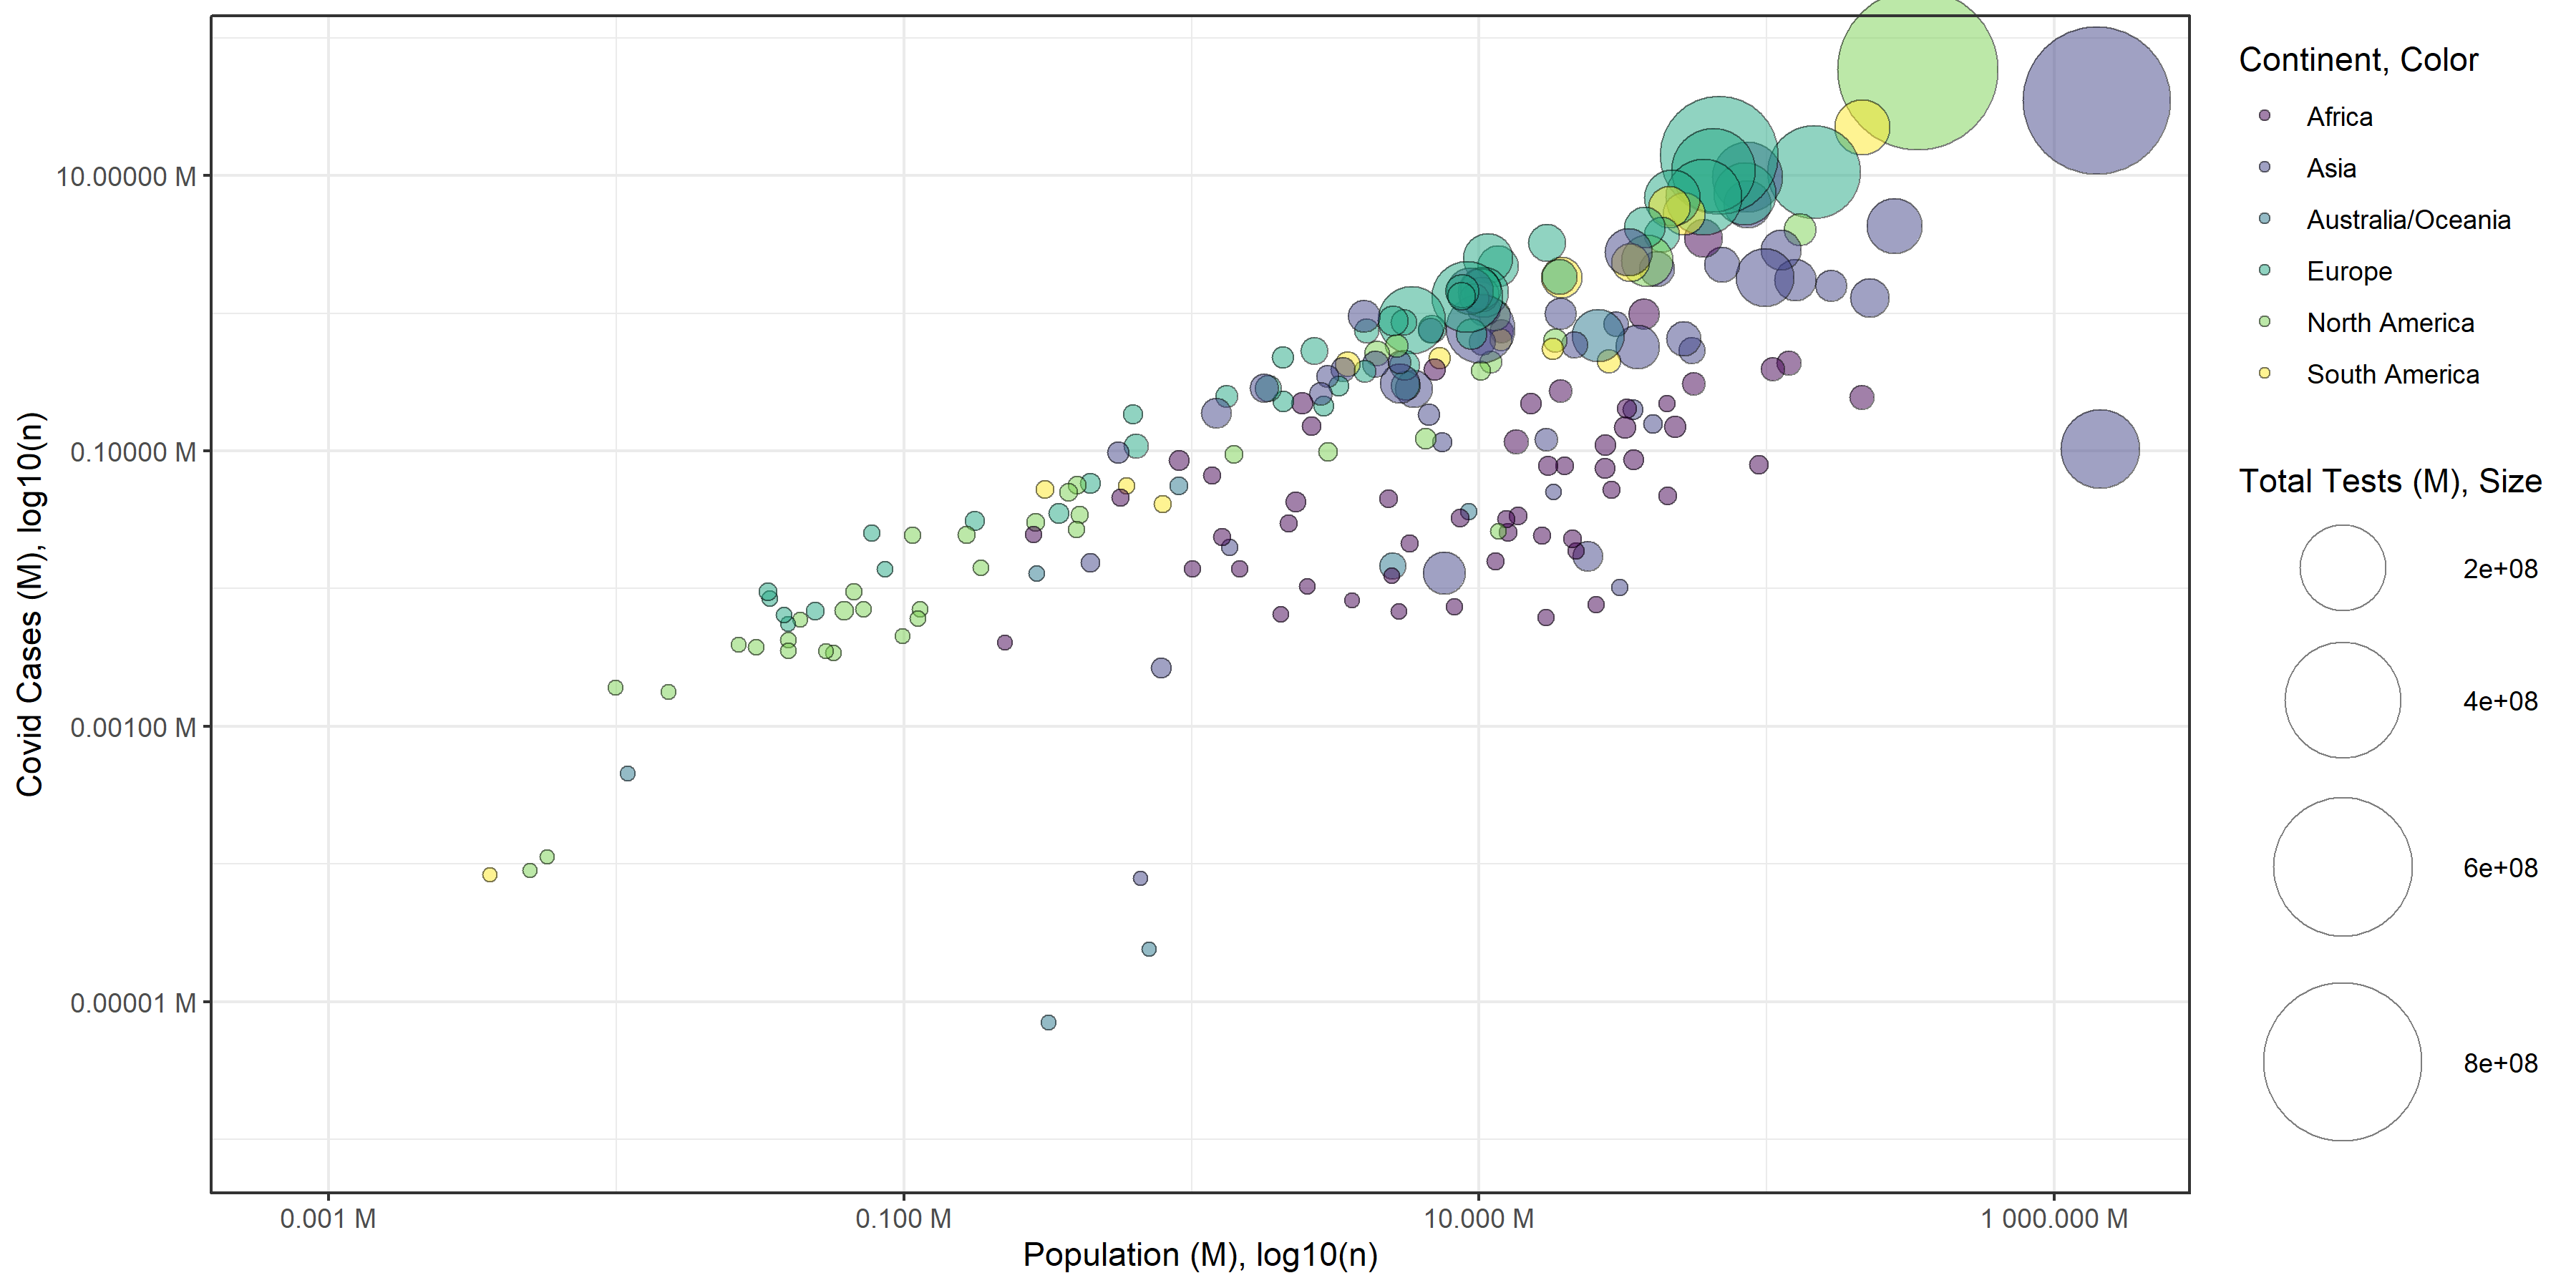 Covid Cases (M), log10(n)
10.00000 M
0.10000 M
0.00100 M
0.00001 M
0.001 M
0.100 M
10.000 M
1 000.000 M
Population (M), log10(n)
Continent, Color
Africa
Asia
Australia/Oceania
Europe
North America
South America
Total Tests (M), Size
2e+08
4e+08
6e+08
8e+08